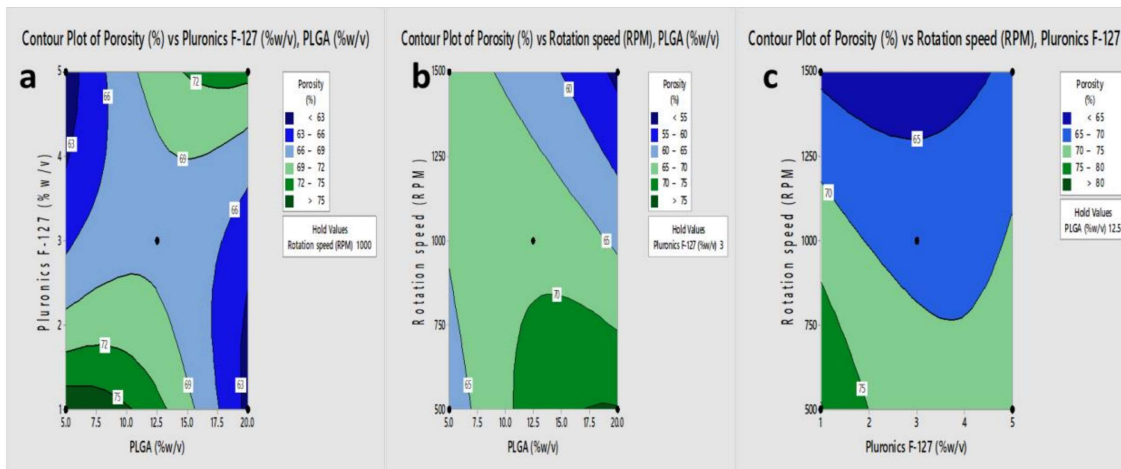 Contour Plot of Porosity (%) vs Pluronics F-127 (%w/v), PLGA (%w/v)
a
Pluronics F-127 (%w/v)
5
4
3
2
1
66
63
72
69
66
72
75
69
63
5.0 7.5 10.0 12.5 15.0 17.5 20.0
PLGA (%w/v)
Porosity
(%)
< 63
63 – 66
66 – 69
69 – 72
72 – 75
> 75
Hold Values
Rotation speed (RPM) 1000
Contour Plot of Porosity (%) vs Rotation speed (RPM), PLGA (%w/v)
b
Rotation speed (RPM)
1500
1250
1000
750
500
60
65
70
65
5.0 7.5 10.0 12.5 15.0 17.5 20.0
PLGA (%w/v)
Porosity
(%)
< 55
55 – 60
60 – 65
65 – 70
70 – 75
> 75
Hold Values
Pluronics F-127 (%w/v) 3
Contour Plot of Porosity (%) vs Rotation speed (RPM), Pluronics F-127
c
Rotation speed (RPM)
1500
1250
1000
750
500
65
70
75
1 2 3 4 5
Pluronics F-127 (%w/v)
Porosity
(%)
< 65
65 – 70
70 – 75
75 – 80
> 80
Hold Values
PLGA (%w/v) 12.5